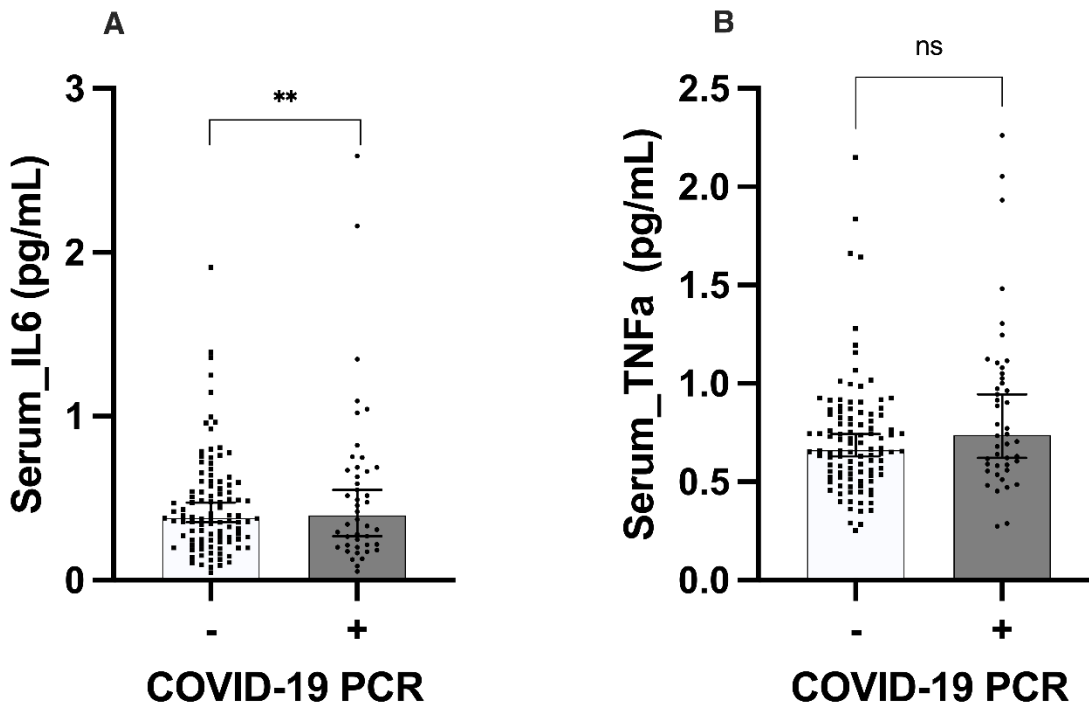 A
**
Serum_IL6 (pg/mL)
3
2
1
0
- +
COVID-19 PCR
B
ns
Serum_TNFa (pg/mL)
2.5
2.0
1.5
1.0
0.5
0.0
- +
COVID-19 PCR